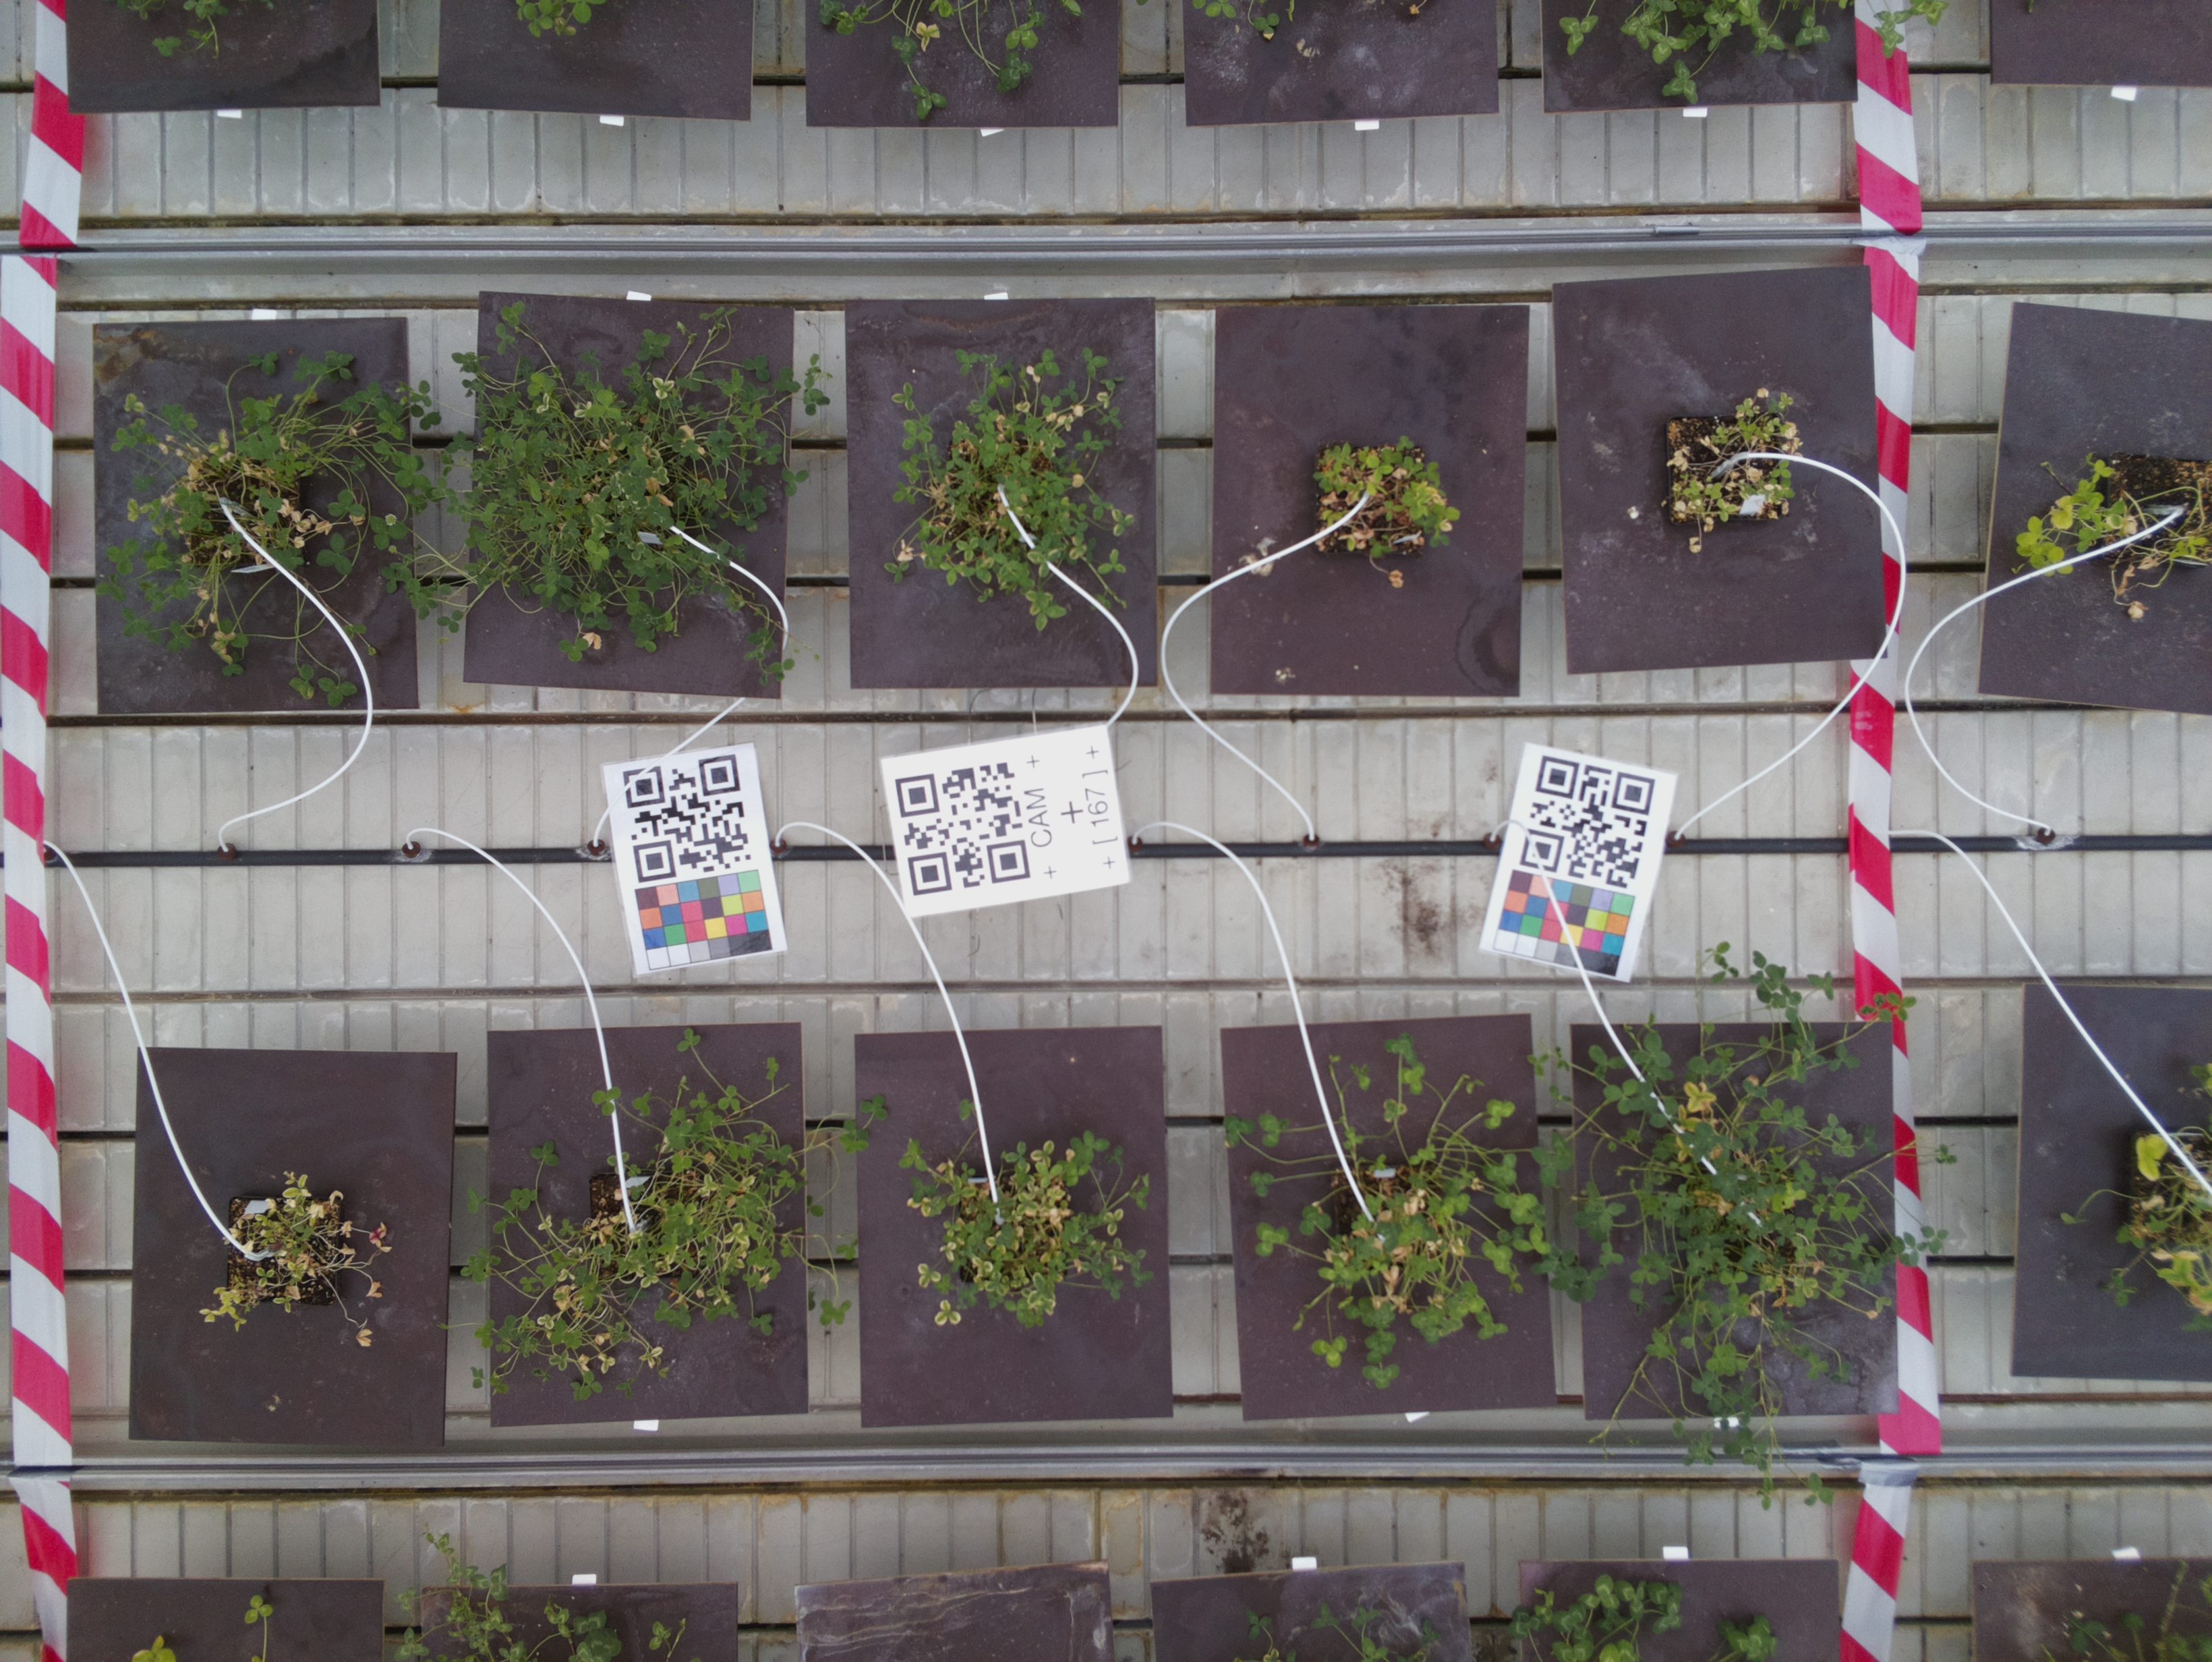 + CAM +
+
+ [ 167 ] +